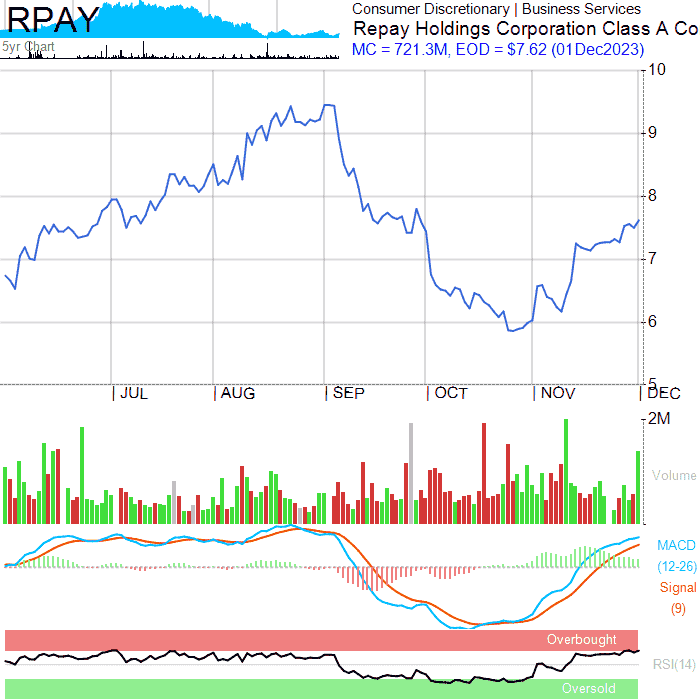 RPAY
5yr Chart
Consumer Discretionary | Business Services
Repay Holdings Corporation Class A Co
MC = 721.3M, EOD = $7.62 (01Dec2023)
10
9
8
7
6
5
JUL
AUG
SEP
OCT
NOV
DEC
2M
Volume
MACD
(12-26)
Signal
(9)
Overbought
RSI(14)
Oversold